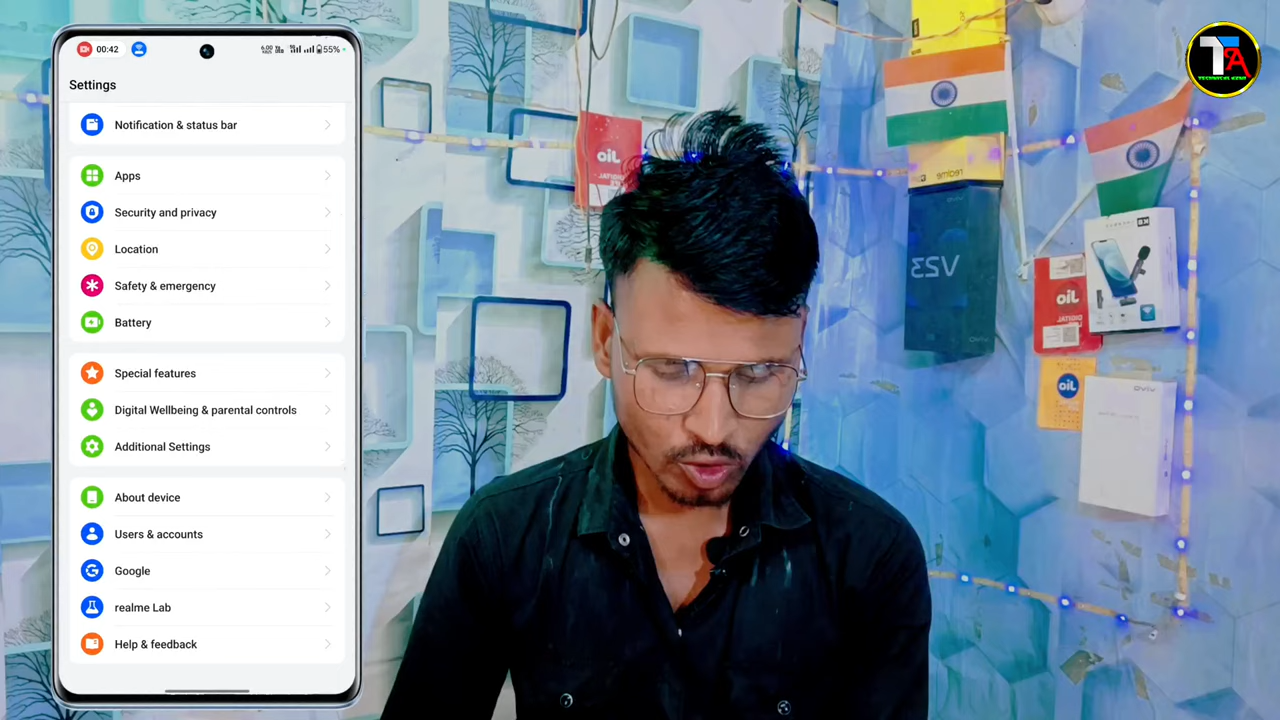 00:42
55%
Settings
Notification & status bar
Apps
Security and privacy
Location
Safety & emergency
Battery
Special features
Digital Wellbeing & parental controls
Additional Settings
About device
Users & accounts
Google
realme Lab
Help & feedback
TA
oil
realme
V23
oil
oil
vivo